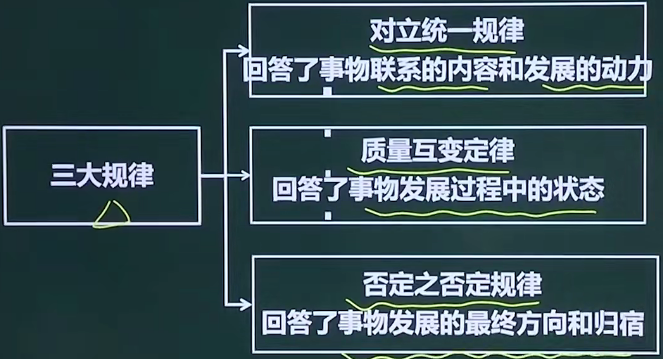 三大规律
对立统一规律
回答了事物联系的内容和发展的动力
质量互变定律
回答了事物发展过程中的状态
否定之否定规律
回答了事物发展的最终方向和归宿